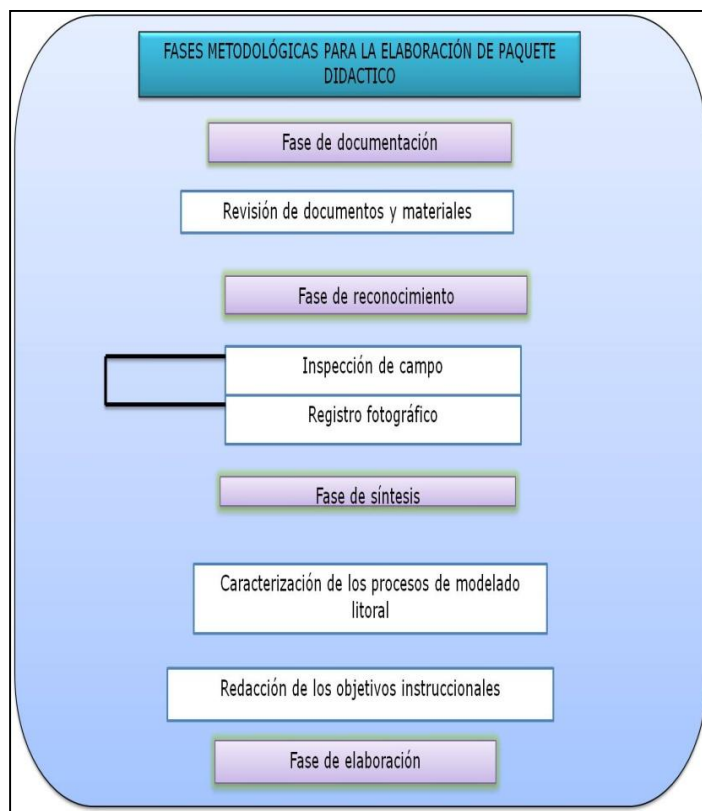 FASES METODOLÓGICAS PARA LA ELABORACIÓN DE PAQUETE
DIDACTICO
Fase de documentación
Revisión de documentos y materiales
Fase de reconocimiento
Inspección de campo
Registro fotográfico
Fase de síntesis
Caracterización de los procesos de modelado
litoral
Redacción de los objetivos instruccionales
Fase de elaboración